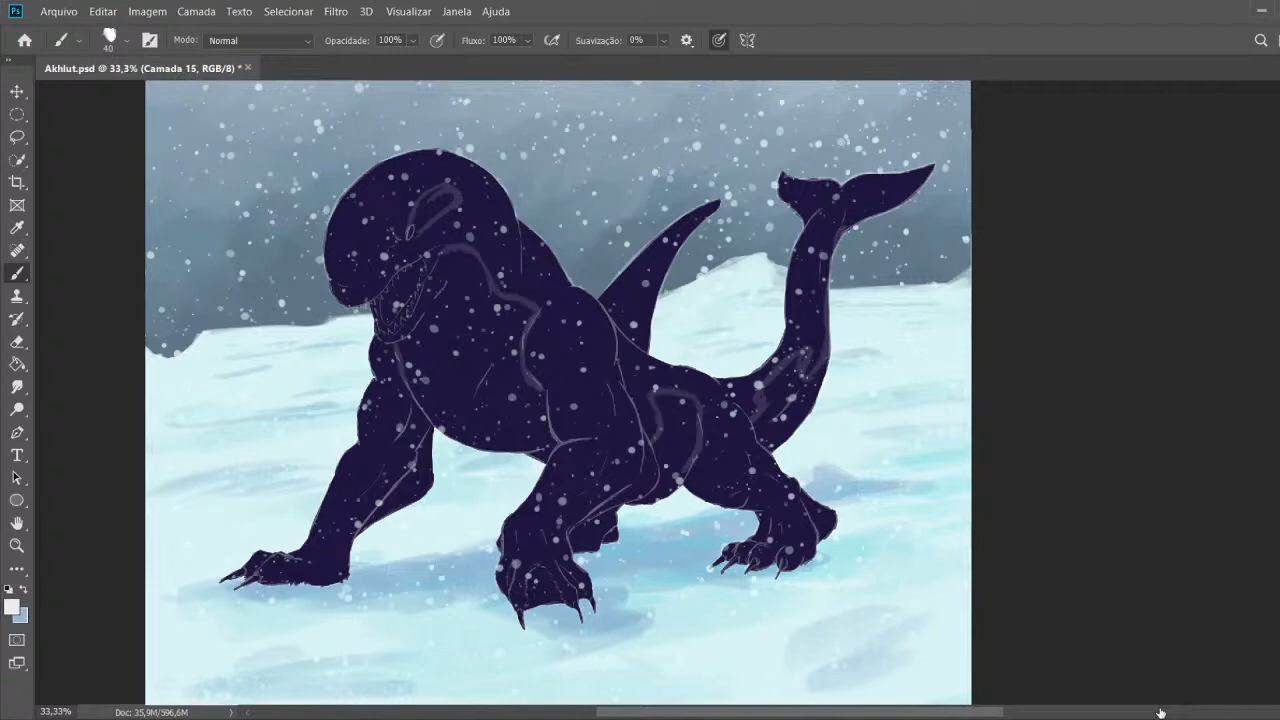 Ps Arquivo Editar Imagem Camada Texto Selecionar Filtro 3D Visualizar Janela Ajuda
40 Modo: Normal Opacidade: 100% Fluxo: 100% Suavização: 0%
Akhlut.psd @ 33,3% (Camada 15, RGB/8) *
33,33% Doc: 35,9M/596,6M